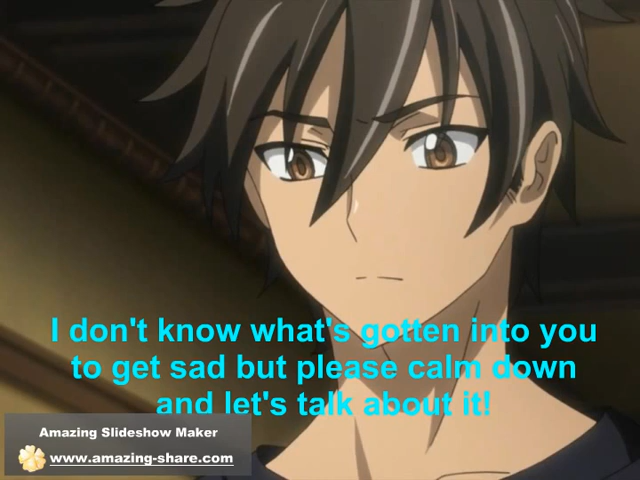 I don't know what's gotten into you
to get sad but please calm down
and let's talk about it!
Amazing Slideshow Maker
www.amazing-share.com